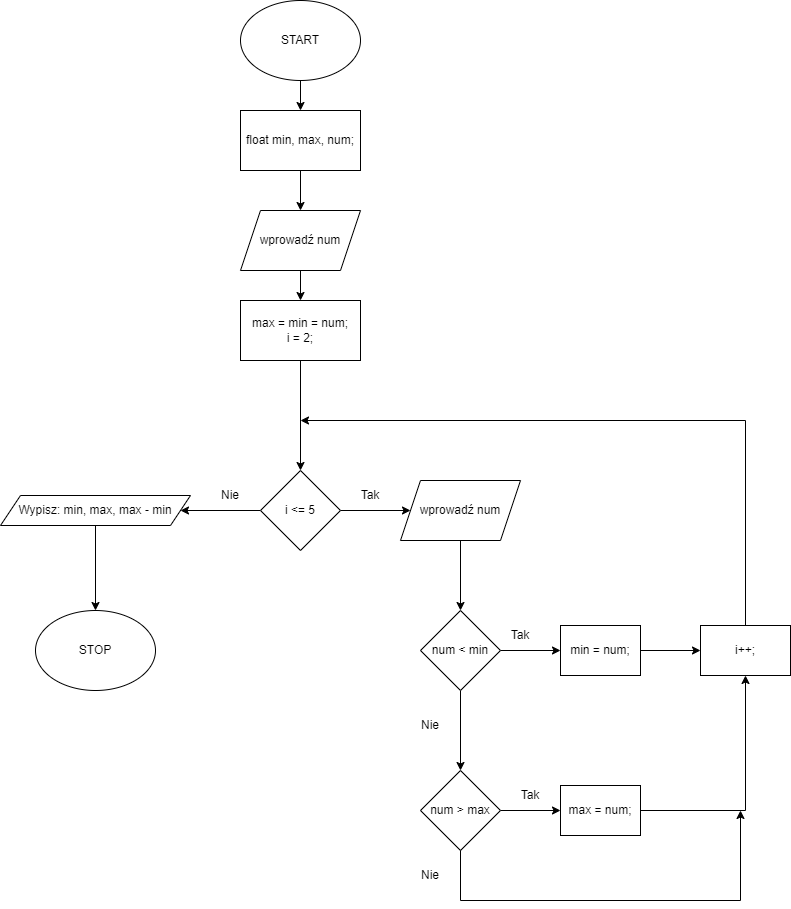 START
float min, max, num;
wprowadź num
max = min = num;
i = 2;
Nie
Tak
Wypisz: min, max, max - min
i <= 5
wprowadź num
STOP
num < min
Tak
min = num;
i++;
Nie
num > max
Tak
max = num;
Nie